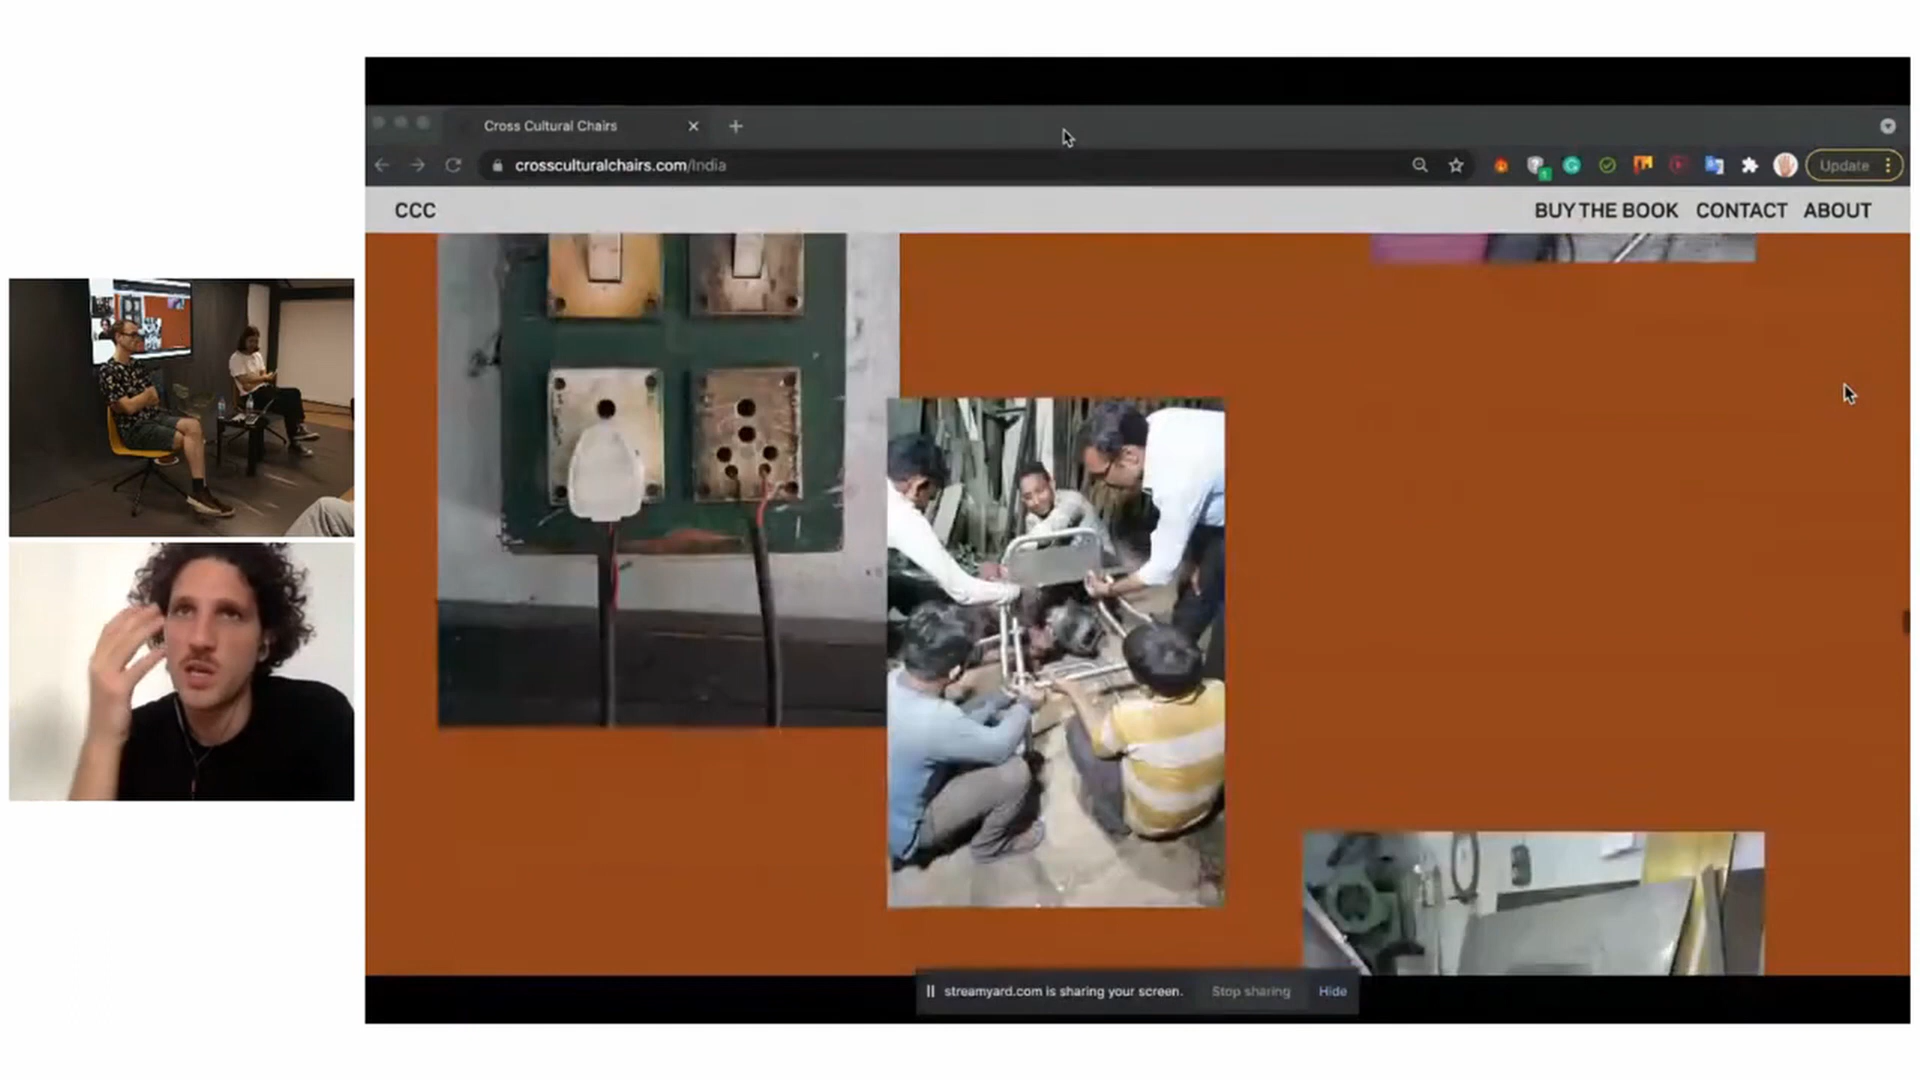 Cross Cultural Chairs
crossculturalchairs.com/India
Update
CCC
BUY THE BOOK CONTACT ABOUT
streamyard.com is sharing your screen. Stop sharing Hide